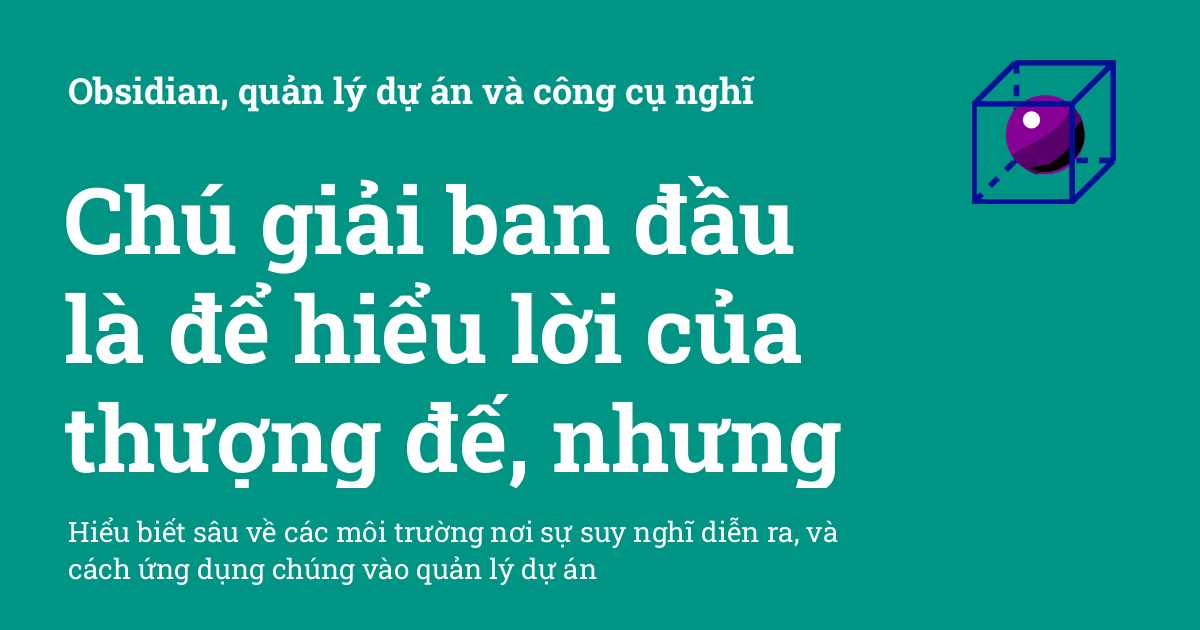 Obsidian, quản lý dự án và công cụ nghĩ
Chú giải ban đầu
là để hiểu lời của
thượng đế, nhưng
Hiểu biết sâu về các môi trường nơi sự suy nghĩ diễn ra, và
cách ứng dụng chúng vào quản lý dự án